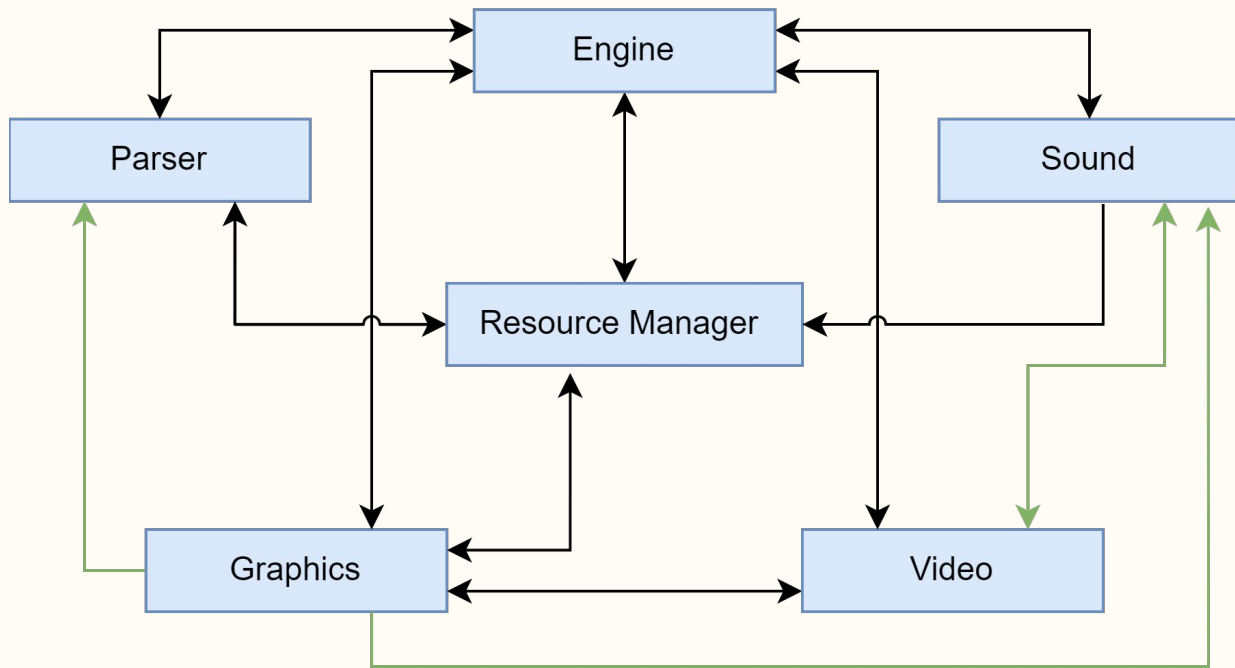 Engine
Parser
Sound
Resource Manager
Graphics
Video